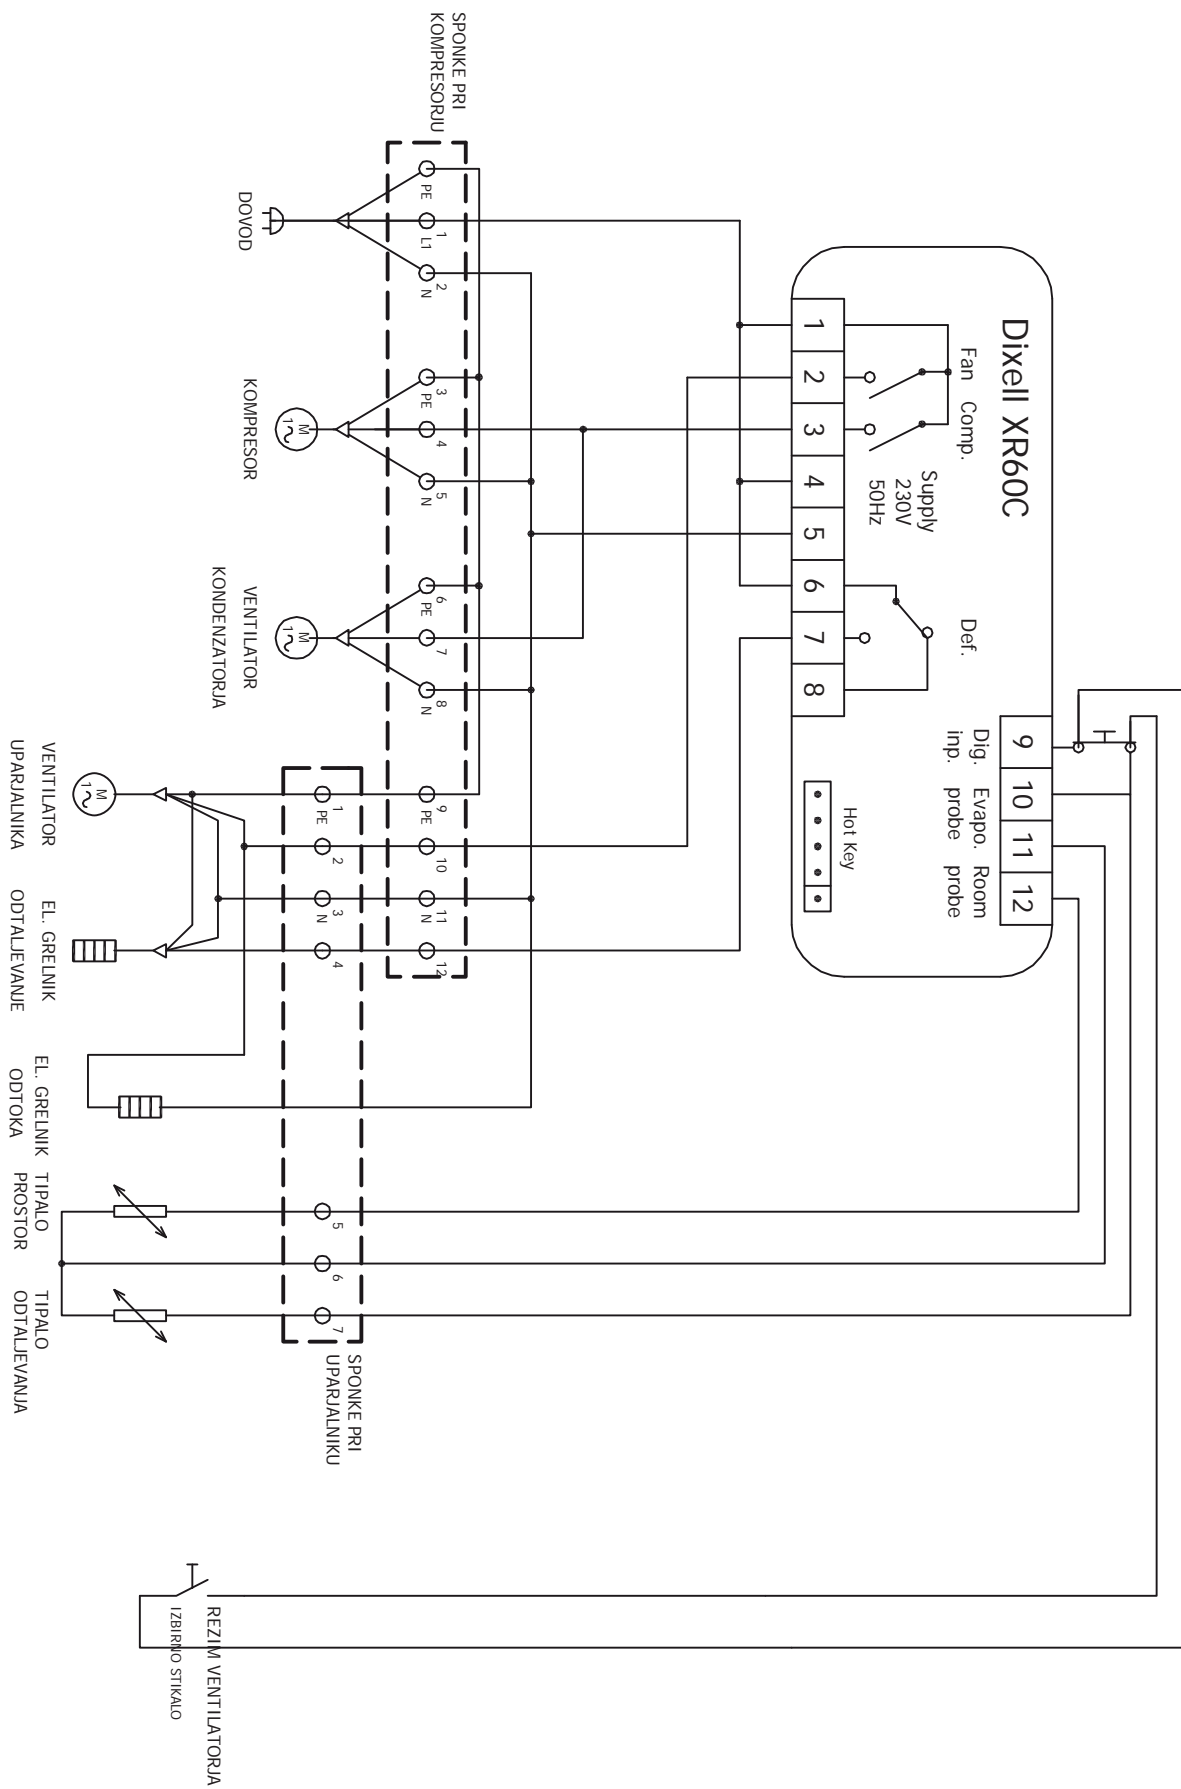 Dixell XR60C
Fan
Comp.
Supply
230V
50Hz
Def.
1
2
3
4
5
6
7
8
Hot Key
Dig.
inp.
Evapo.
probe
Room
probe
9
10
11
12
SPONKE PRI
KOMPRESORJU
PE
1
L1
2
N
3
PE
4
5
N
6
PE
7
8
N
9
PE
10
11
N
12
DOVOD
M
1
KOMPRESOR
M
1
VENTILATOR
KONDENZATORJA
1
PE
2
3
N
4
5
6
7
SPONKE PRI
UPARJALNIKU
M
1
VENTILATOR
UPARJALNIKA
EL. GRELNIK
ODTALJEVANJE
EL. GRELNIK
ODTOKA
TIPALO
PROSTOR
TIPALO
ODTALJEVANJA
REZIM VENTILATORJA
IZBIRNO STIKALO